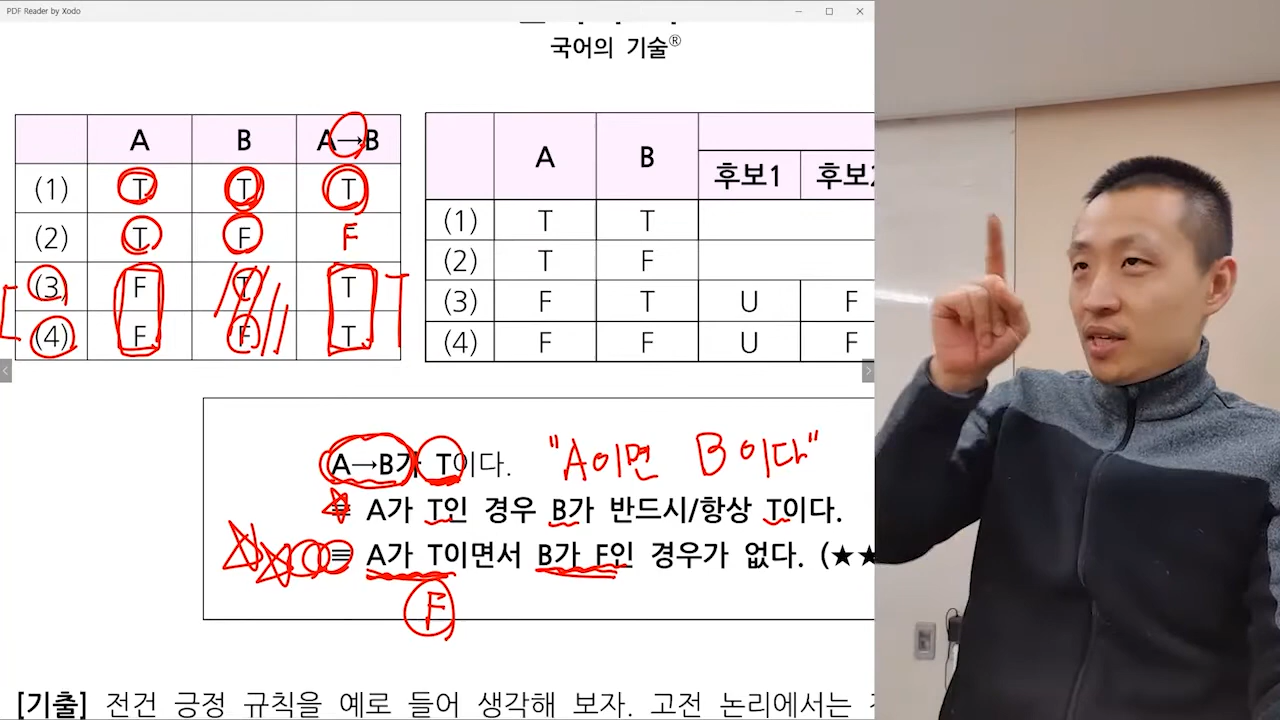 PDF Reader by Xodo
국어의 기술®
A B A→B
(1) T T T
(2) T F F
(3) F T T
(4) F F T
A B
후보1 후보2
(1) T T
(2) T F
(3) F T U F
(4) F F U F
A→B가 T이다. "A이면 B이다"
≡ A가 T인 경우 B가 반드시/항상 T이다.
≡ A가 T이면서 B가 F인 경우가 없다. (★★
F
[기출] 전건 긍정 규칙을 예로 들어 생각해 보자. 고전 논리에서는